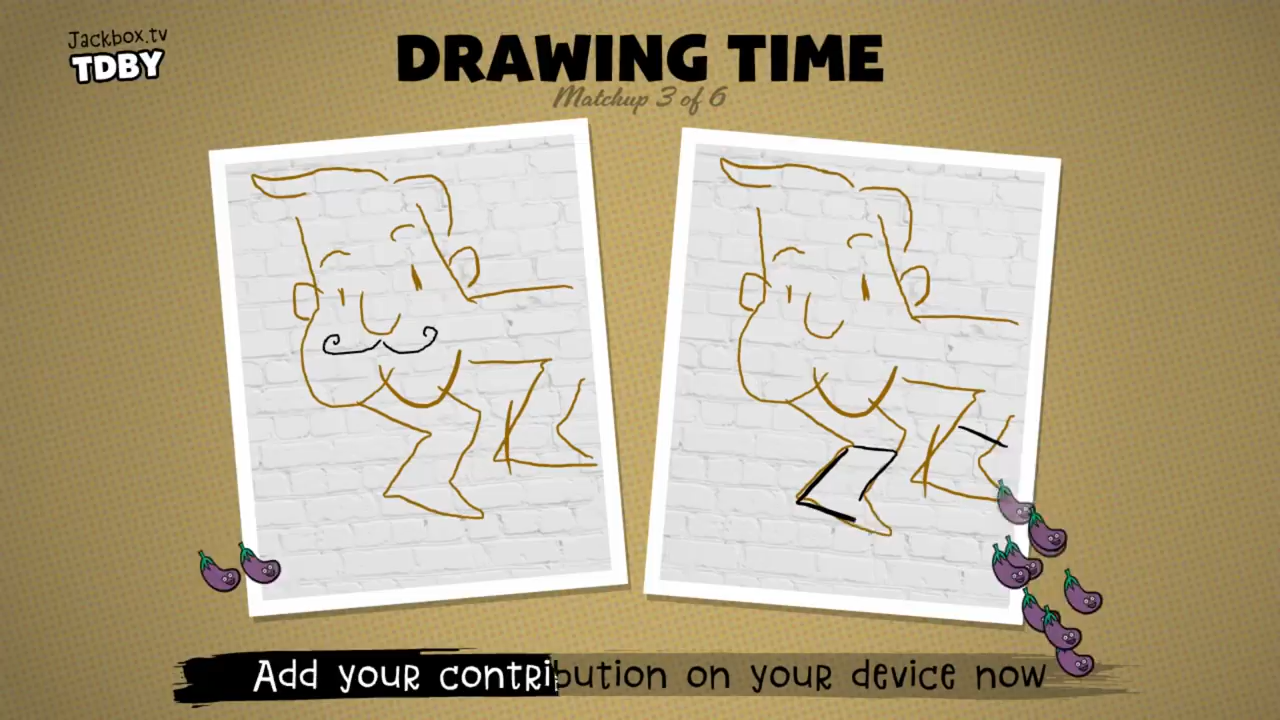 Jackbox.tv
TDBY
DRAWING TIME
Matchup 3 of 6
Add your contribution on your device now